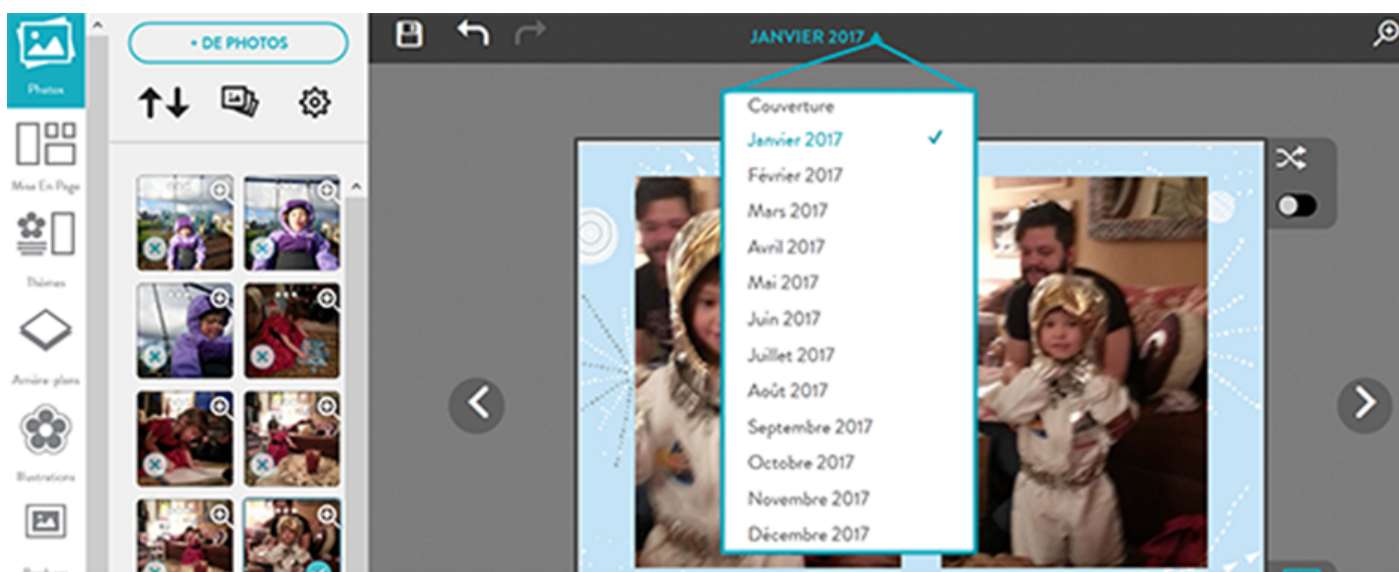 + DE PHOTOS
JANVIER 2017
Photos
Mise En Page
Thèmes
Arrière-plans
Illustrations
Couverture
Janvier 2017
Février 2017
Mars 2017
Avril 2017
Mai 2017
Juin 2017
Juillet 2017
Août 2017
Septembre 2017
Octobre 2017
Novembre 2017
Décembre 2017